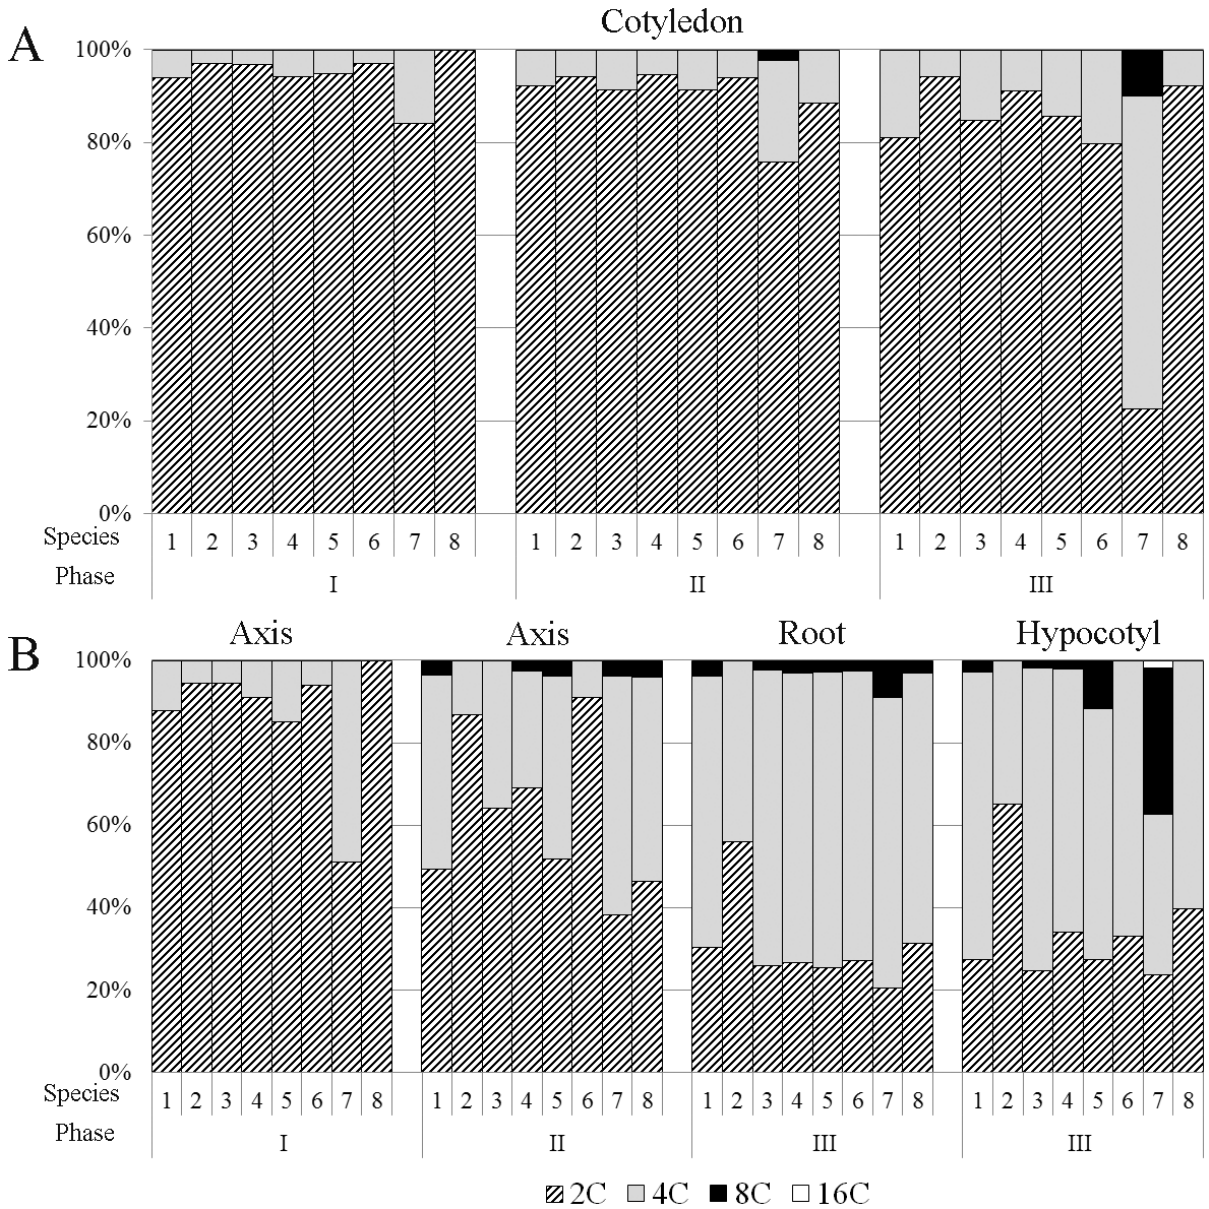 Cotyledon
A
100%
80%
60%
40%
20%
0%
Species 1 2 3 4 5 6 7 8 1 2 3 4 5 6 7 8 1 2 3 4 5 6 7 8
Phase I II III
B
Axis Axis Root Hypocotyl
100%
80%
60%
40%
20%
0%
Species 1 2 3 4 5 6 7 8 1 2 3 4 5 6 7 8 1 2 3 4 5 6 7 8 1 2 3 4 5 6 7 8
Phase I II III III
2C 4C 8C 16C